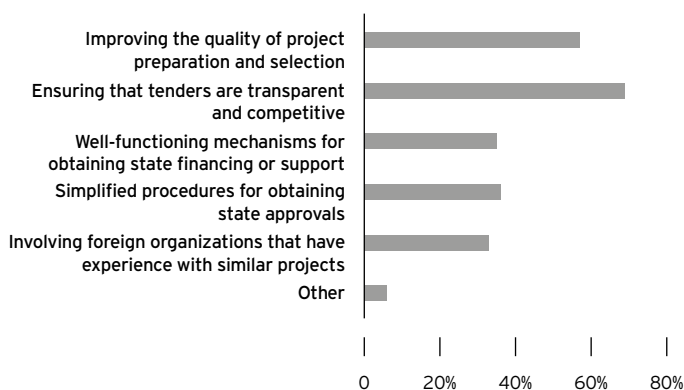 Improving the quality of project
preparation and selection
Ensuring that tenders are transparent
and competitive
Well-functioning mechanisms for
obtaining state financing or support
Simplified procedures for obtaining
state approvals
Involving foreign organizations that have
experience with similar projects
Other
0 20% 40% 60% 80%